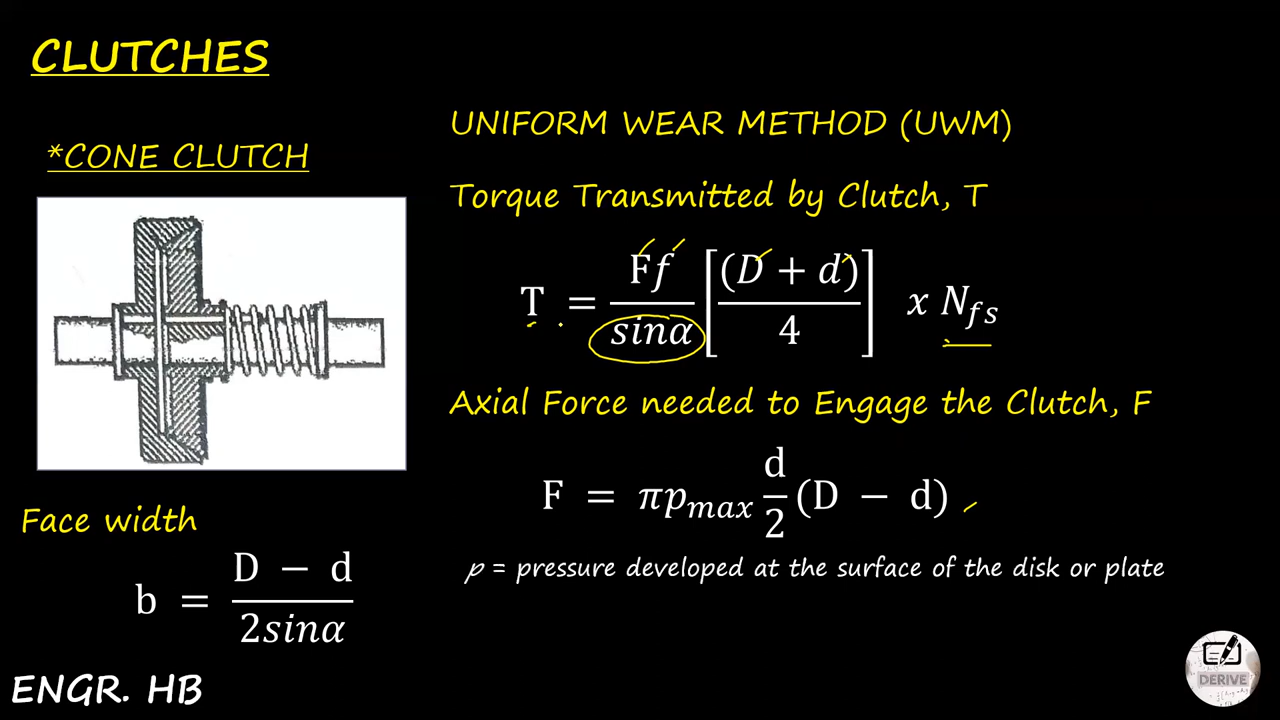 CLUTCHES
*CONE CLUTCH
UNIFORM WEAR METHOD (UWM)
Torque Transmitted by Clutch, T
T = Ff/sinα [(D + d)/4] x N_fs
Axial Force needed to Engage the Clutch, F
F = πp_max d/2 (D − d)
p = pressure developed at the surface of the disk or plate
Face width
b = D − d / 2sinα
ENGR. HB
DERIVE